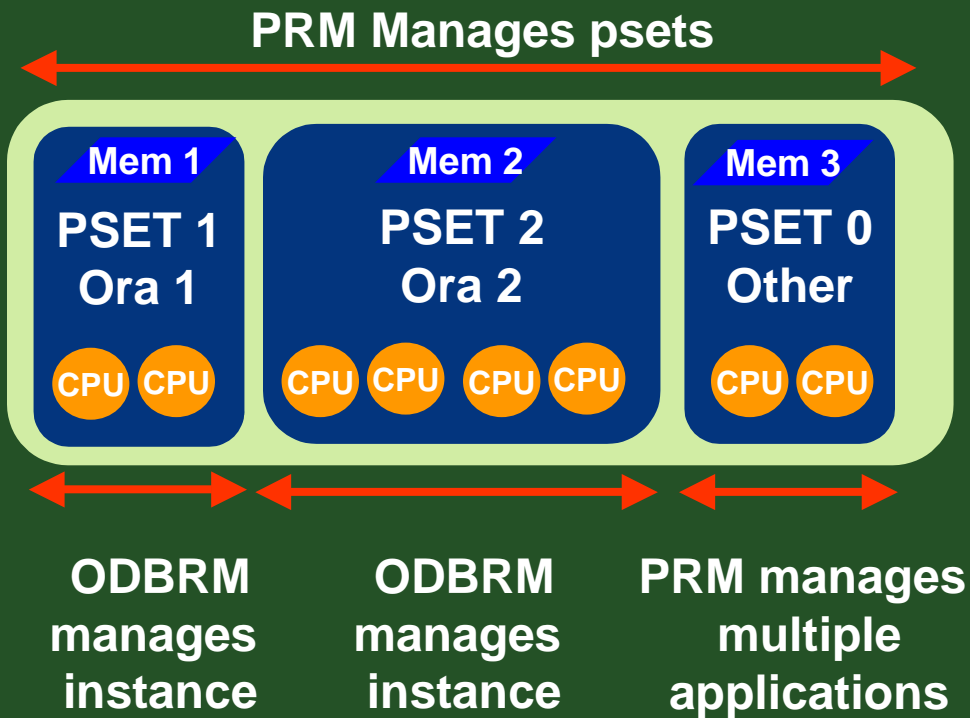 PRM Manages psets
Mem 1
PSET 1
Ora 1
CPU CPU
Mem 2
PSET 2
Ora 2
CPU CPU CPU CPU
Mem 3
PSET 0
Other
CPU CPU
ODBRM
manages
instance
ODBRM
manages
instance
PRM manages
multiple
applications